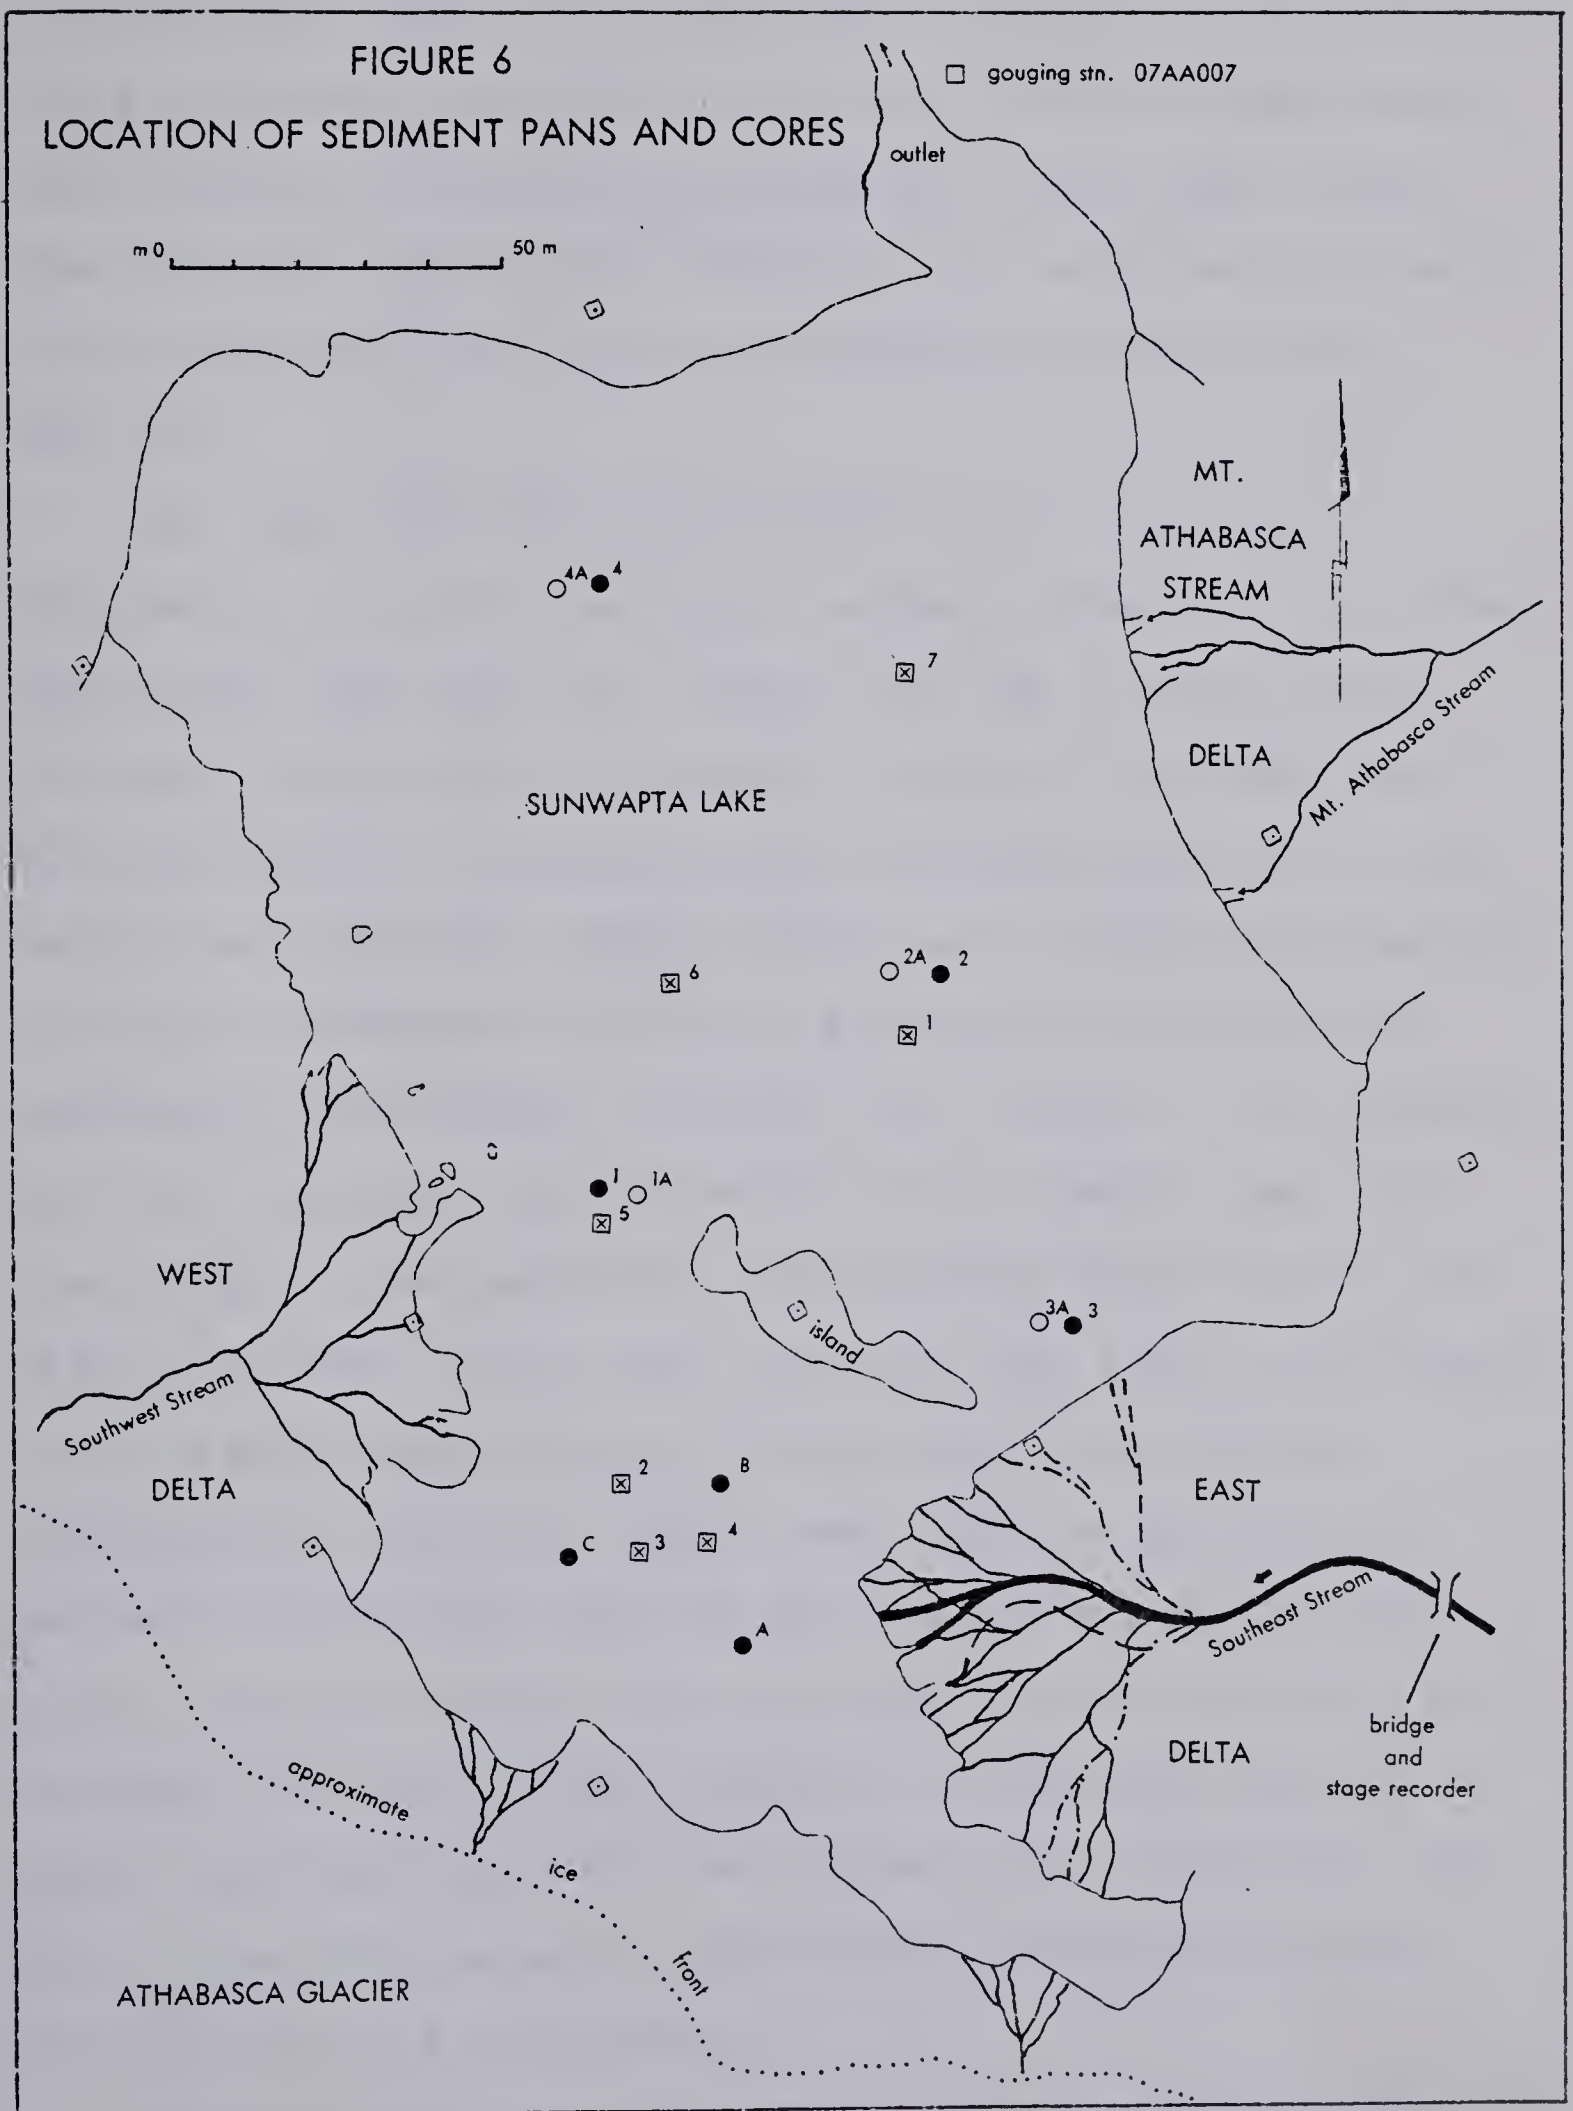 FIGURE 6
LOCATION OF SEDIMENT PANS AND CORES
gouging stn. 07AA007
outlet
m 0
50 m
MT.
ATHABASCA
STREAM
4A
4
7
DELTA
Mt. Athabasca Stream
SUNWAPTA LAKE
2A
2
6
1
1
1A
5
WEST
3A
3
island
Southwest Stream
DELTA
2
B
EAST
C
3
4
A
Southeast Stream
bridge
and
stage recorder
DELTA
approximate
ice
front
ATHABASCA GLACIER